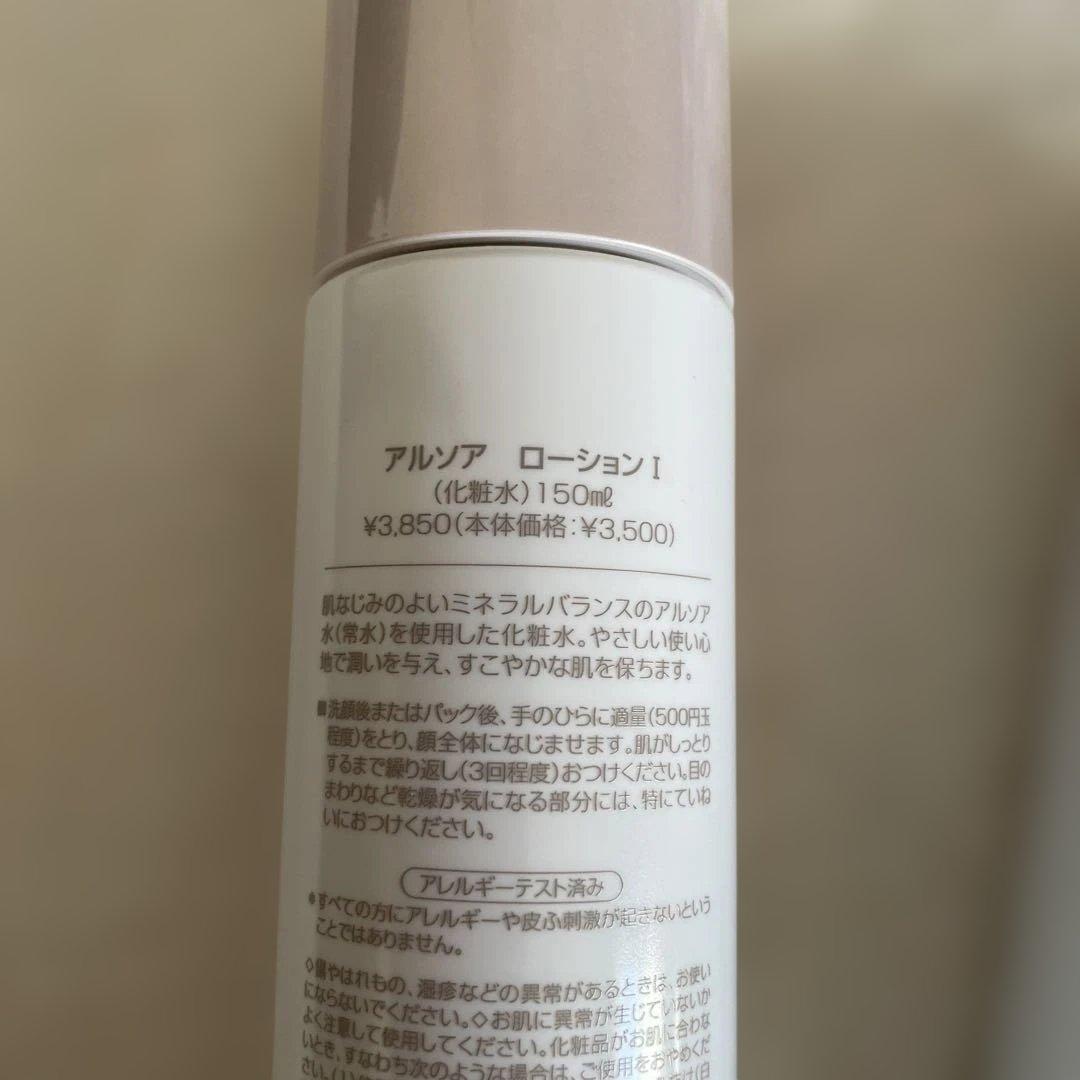 アルソア ローションⅠ
(化粧水)150㎖
¥3,850(本体価格:¥3,500)
肌なじみのよいミネラルバランスのアルソア
水(常水)を使用した化粧水。やさしい使い心
地で潤いを与え、すこやかな肌を保ちます。
■洗顔後またはパック後、手のひらに適量(500円玉
程度)をとり、顔全体になじませます。肌がしっとり
するまで繰り返し(3回程度)おつけください。目の
まわりなど乾燥が気になる部分には、特にていね
いにおつけください。
アレルギーテスト済み
*すべての方にアレルギーや皮ふ刺激が起きないという
ことではありません。
◇傷やはれもの、湿疹などの異常があるときは、お使い
にならないでください。◇お肌に異常が生じていないか
よく注意して使用してください。化粧品がお肌に合わな
いとき、すなわち次のような場合は、ご使用をおやめくだ